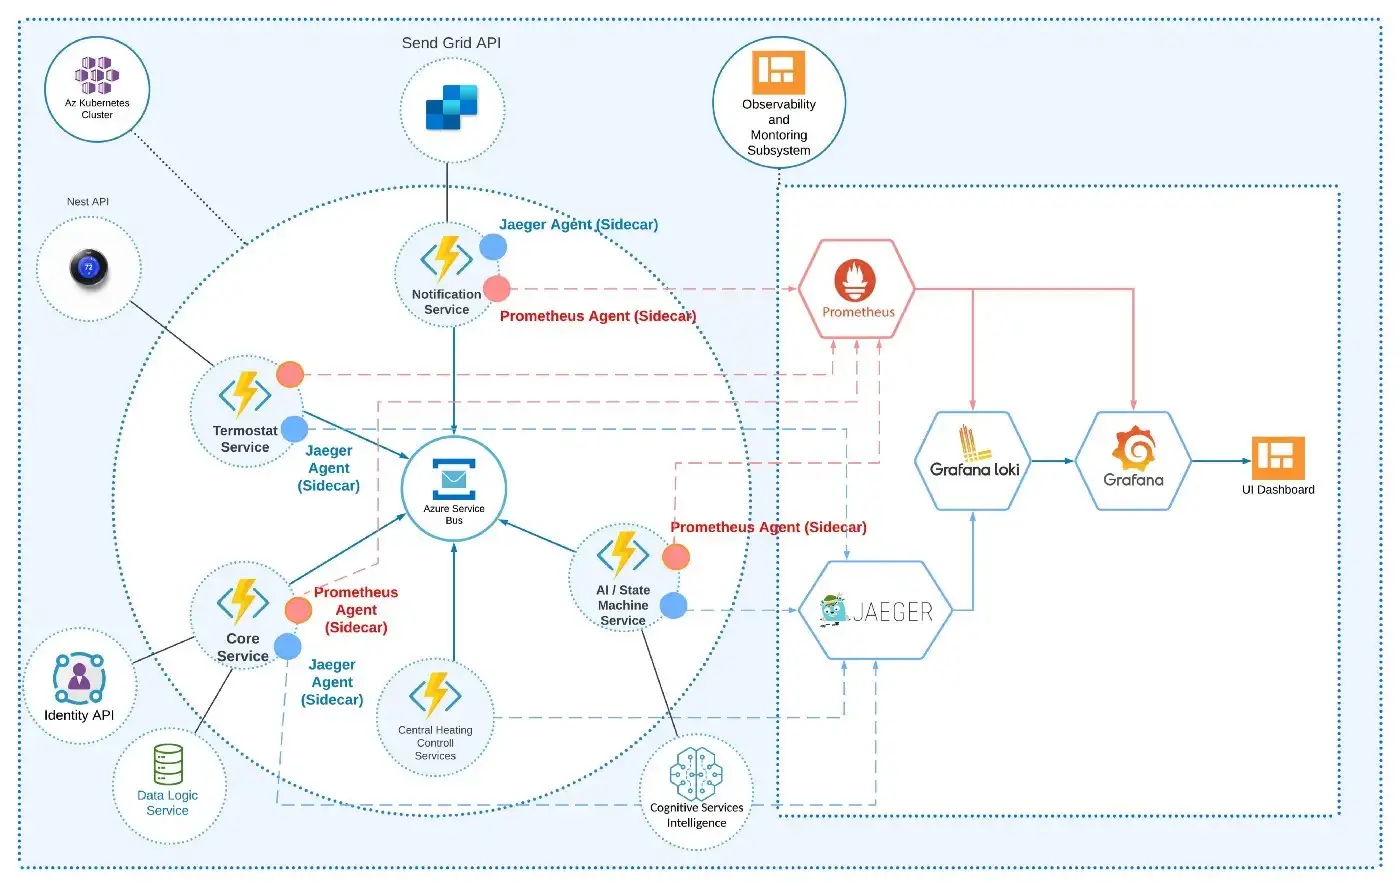 Send Grid API
Az Kubernetes
Cluster
Observability
and
Montoring
Subsystem
Nest API
72
Jaeger Agent (Sidecar)
Notification
Service
Prometheus Agent (Sidecar)
Prometheus
Termostat
Service
Jaeger
Agent
(Sidecar)
Azure Service
Bus
Grafana loki
Grafana
UI Dashboard
Prometheus Agent (Sidecar)
AI / State
Machine
Service
JAEGER
Prometheus
Agent
(Sidecar)
Core
Service
Jaeger
Agent
(Sidecar)
Identity API
Central Heating
Controll
Services
Data Logic
Service
Cognitive Services
Intelligence